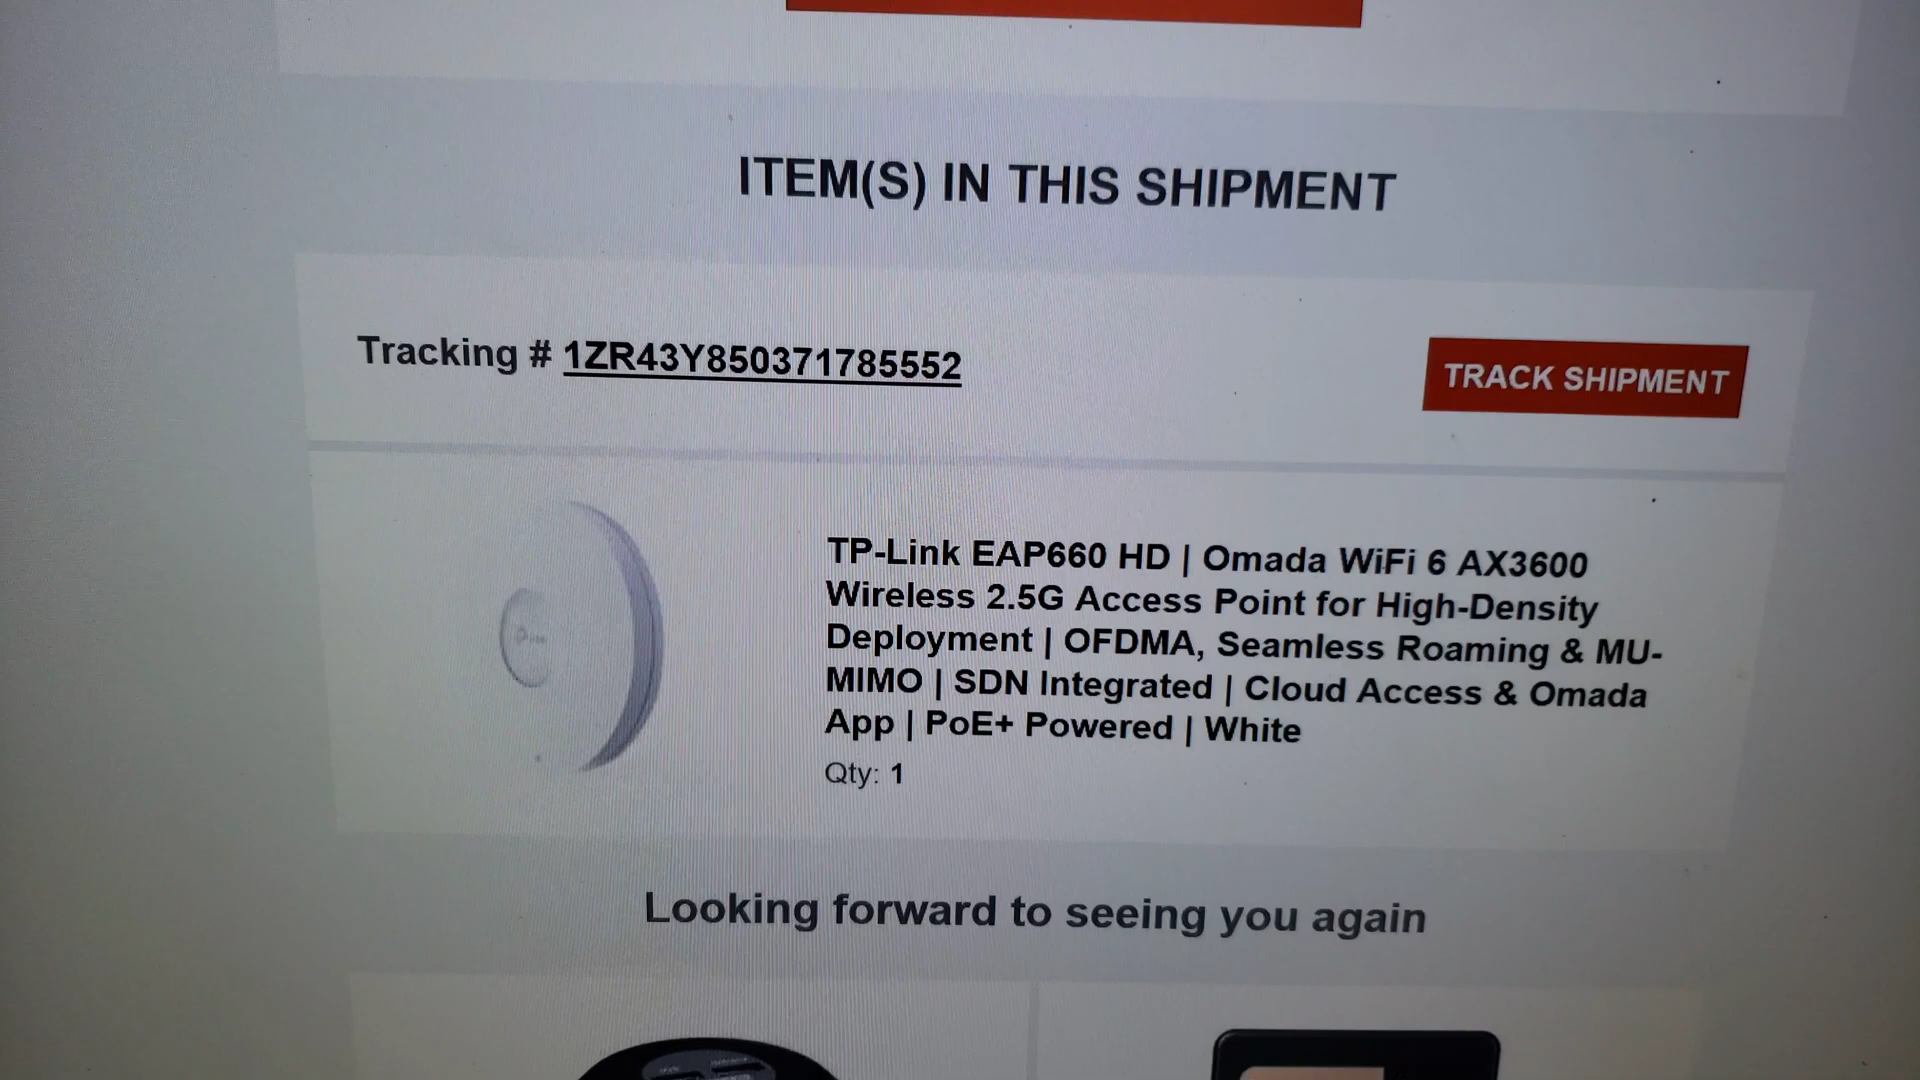 ITEM(S) IN THIS SHIPMENT
Tracking # 1ZR43Y850371785552
TRACK SHIPMENT
TP-Link EAP660 HD | Omada WiFi 6 AX3600
Wireless 2.5G Access Point for High-Density
Deployment | OFDMA, Seamless Roaming & MU-
MIMO | SDN Integrated | Cloud Access & Omada
App | PoE+ Powered | White
Qty: 1
Looking forward to seeing you again